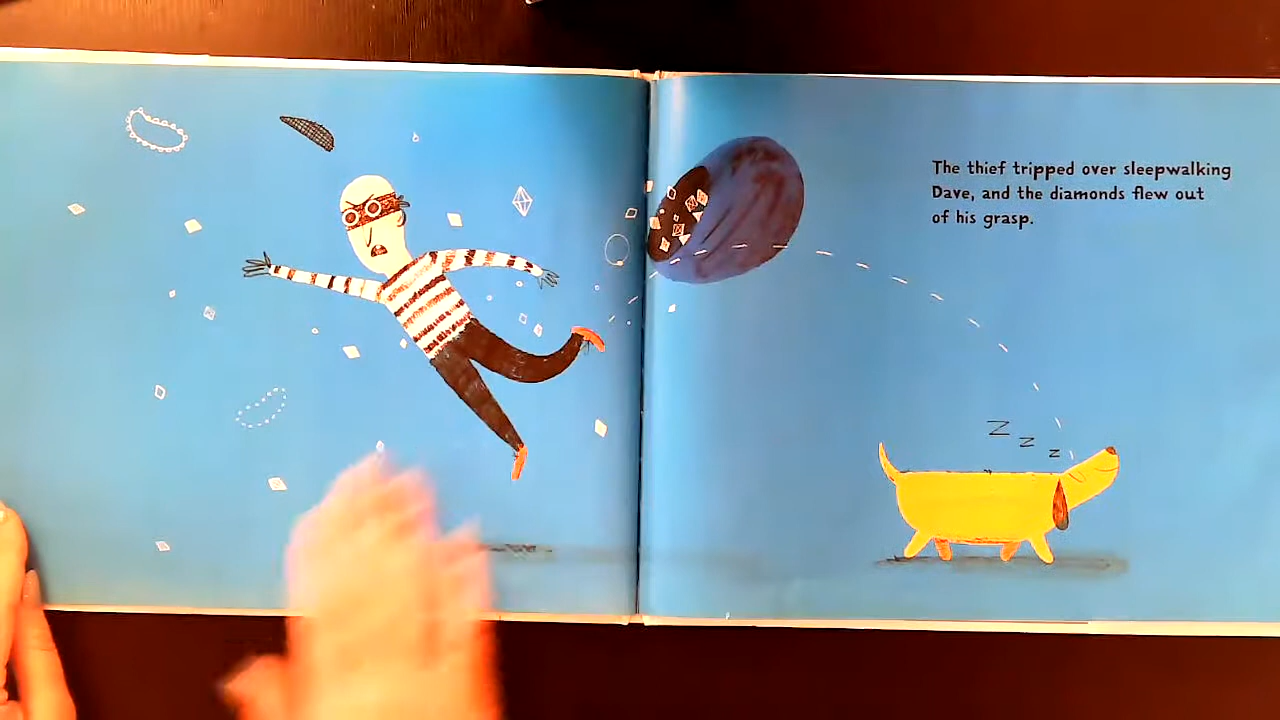 The thief tripped over sleepwalking
Dave, and the diamonds flew out
of his grasp.
Z z z